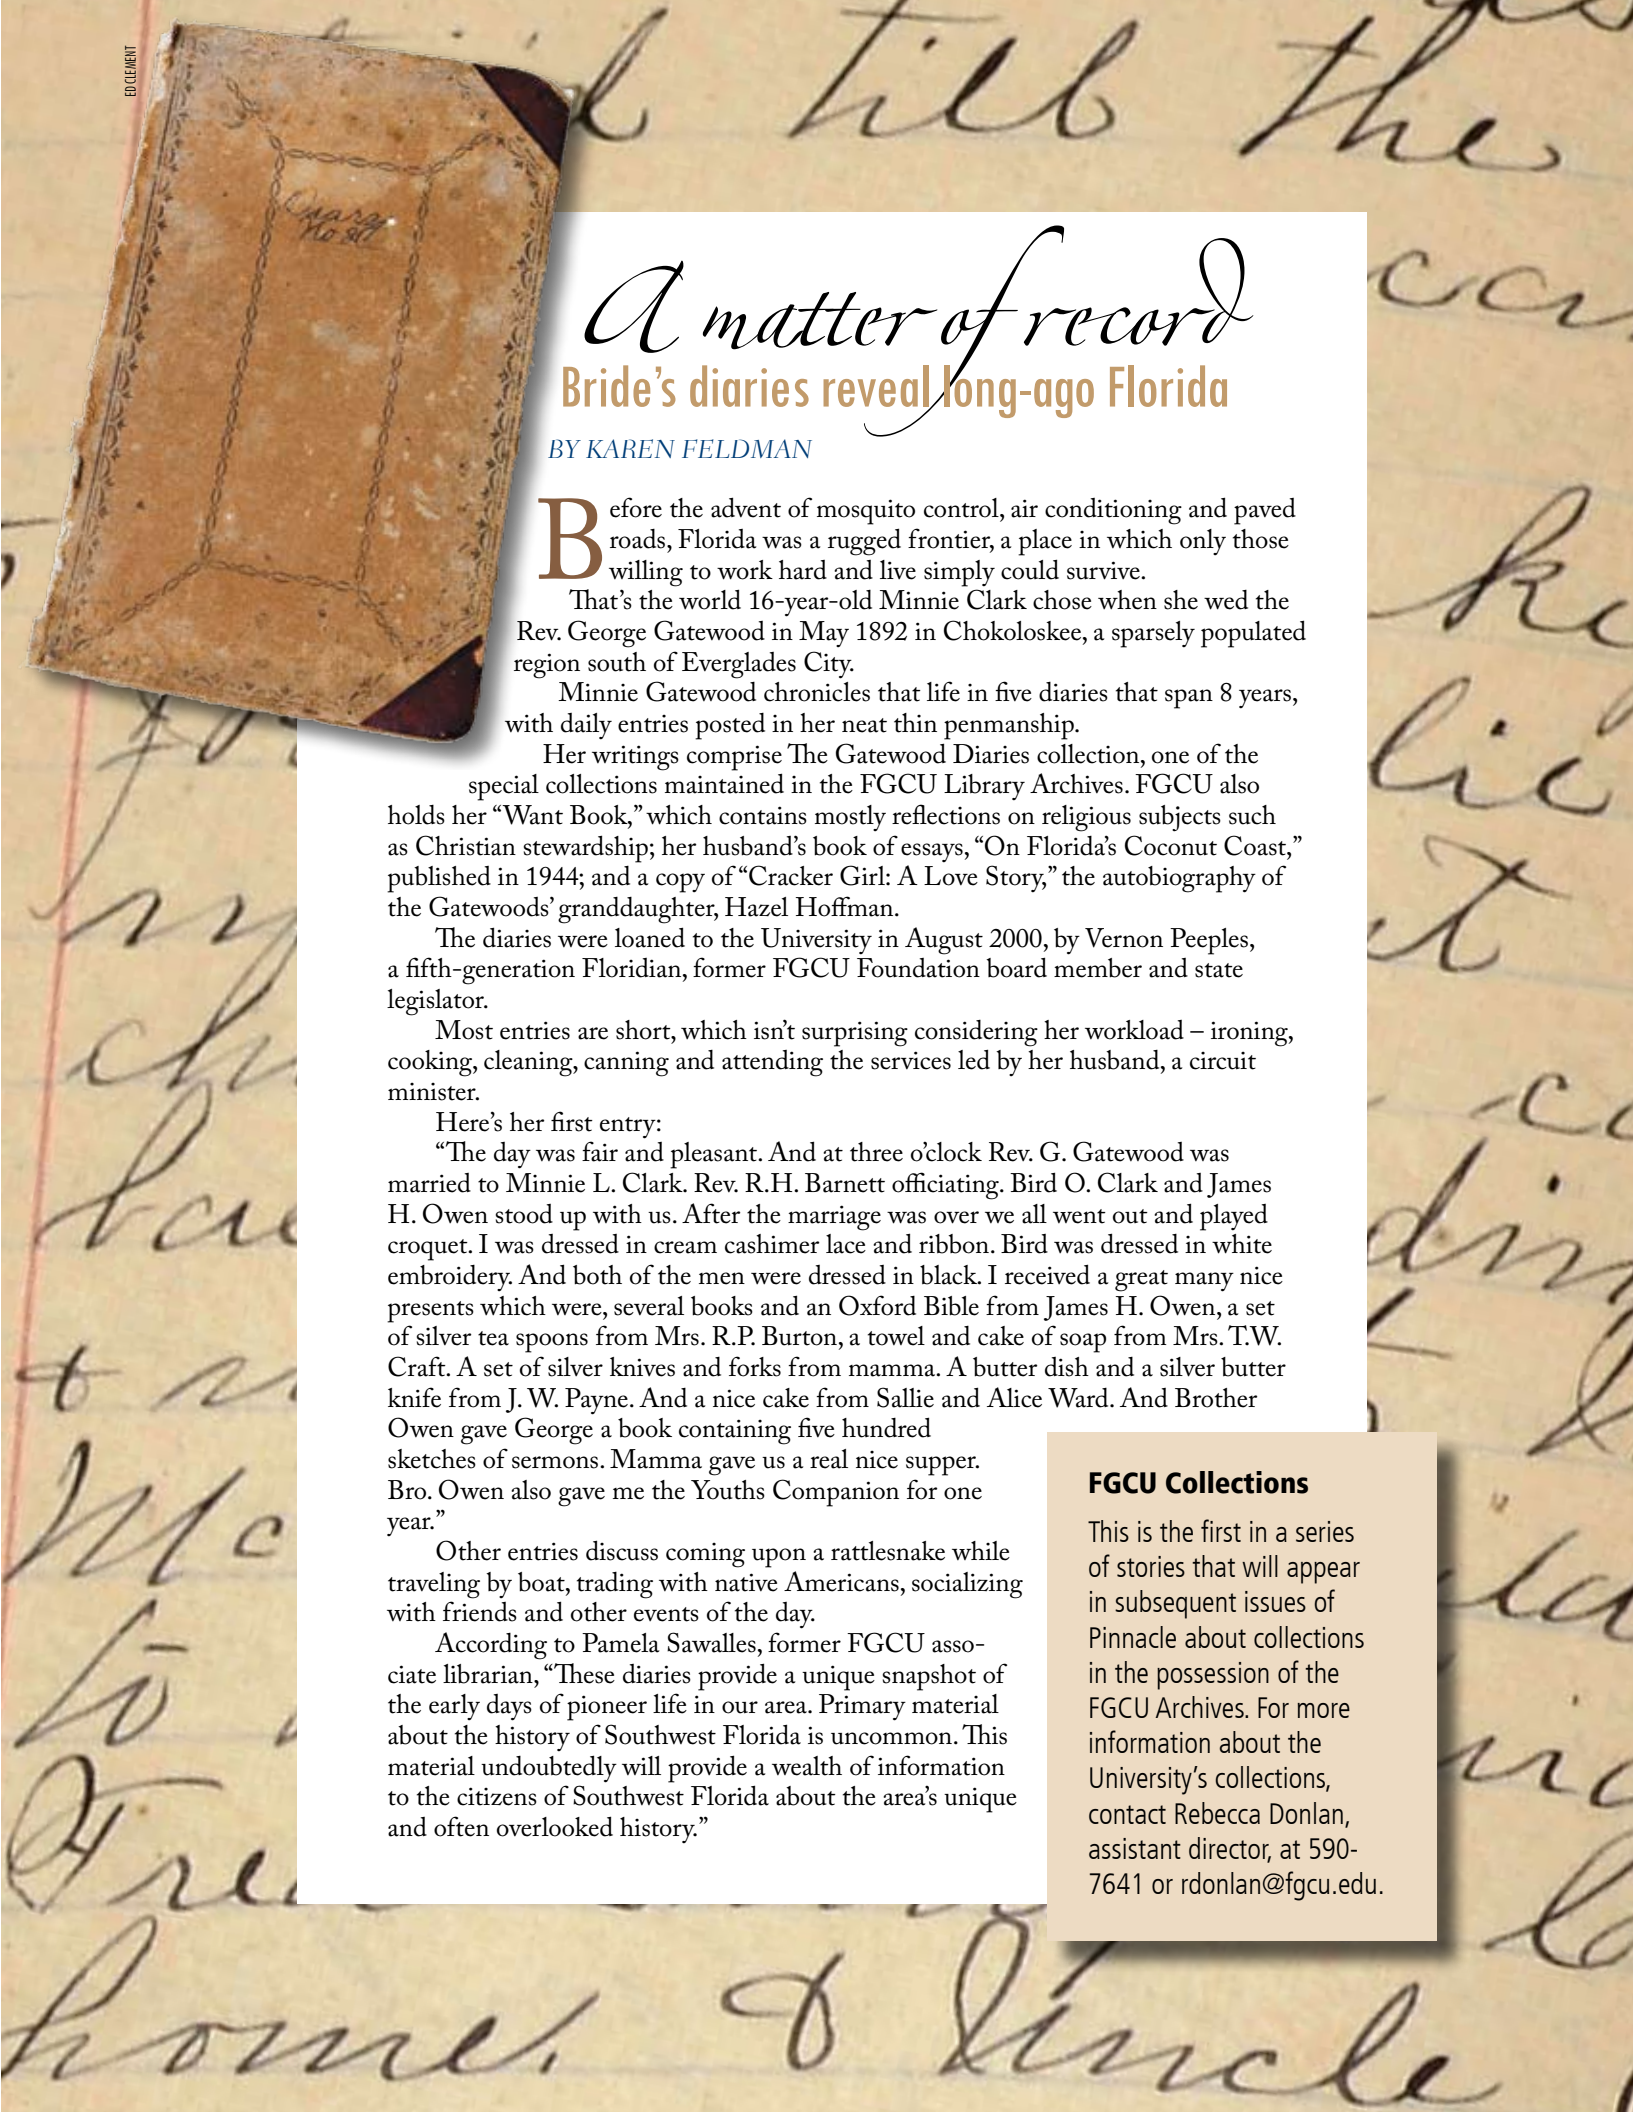 ED CLEMENT
till the
Diary
No
A matter of record
Bride's diaries reveal long-ago Florida
BY KAREN FELDMAN
Before the advent of mosquito control, air conditioning and paved
roads, Florida was a rugged frontier, a place in which only those
willing to work hard and live simply could survive.
That's the world 16-year-old Minnie Clark chose when she wed the
Rev. George Gatewood in May 1892 in Chokoloskee, a sparsely populated
region south of Everglades City.
Minnie Gatewood chronicles that life in five diaries that span 8 years,
with daily entries posted in her neat thin penmanship.
Her writings comprise The Gatewood Diaries collection, one of the
special collections maintained in the FGCU Library Archives. FGCU also
holds her “Want Book,” which contains mostly reflections on religious subjects such
as Christian stewardship; her husband's book of essays, “On Florida's Coconut Coast,”
published in 1944; and a copy of “Cracker Girl: A Love Story,” the autobiography of
the Gatewoods' granddaughter, Hazel Hoffman.
The diaries were loaned to the University in August 2000, by Vernon Peeples,
a fifth-generation Floridian, former FGCU Foundation board member and state
legislator.
Most entries are short, which isn't surprising considering her workload – ironing,
cooking, cleaning, canning and attending the services led by her husband, a circuit
minister.
Here's her first entry:
“The day was fair and pleasant. And at three o'clock Rev. G. Gatewood was
married to Minnie L. Clark. Rev. R.H. Barnett officiating. Bird O. Clark and James
H. Owen stood up with us. After the marriage was over we all went out and played
croquet. I was dressed in cream cashimer lace and ribbon. Bird was dressed in white
embroidery. And both of the men were dressed in black. I received a great many nice
presents which were, several books and an Oxford Bible from James H. Owen, a set
of silver tea spoons from Mrs. R.P. Burton, a towel and cake of soap from Mrs. T.W.
Craft. A set of silver knives and forks from mamma. A butter dish and a silver butter
knife from J. W. Payne. And a nice cake from Sallie and Alice Ward. And Brother
Owen gave George a book containing five hundred
sketches of sermons. Mamma gave us a real nice supper.
Bro. Owen also gave me the Youths Companion for one
year.”
Other entries discuss coming upon a rattlesnake while
traveling by boat, trading with native Americans, socializing
with friends and other events of the day.
According to Pamela Sawalles, former FGCU asso-
ciate librarian, “These diaries provide a unique snapshot of
the early days of pioneer life in our area. Primary material
about the history of Southwest Florida is uncommon. This
material undoubtedly will provide a wealth of information
to the citizens of Southwest Florida about the area's unique
and often overlooked history.”
FGCU Collections
This is the first in a series
of stories that will appear
in subsequent issues of
Pinnacle about collections
in the possession of the
FGCU Archives. For more
information about the
University's collections,
contact Rebecca Donlan,
assistant director, at 590-
7641 or rdonlan@fgcu.edu.
home. & Uncle